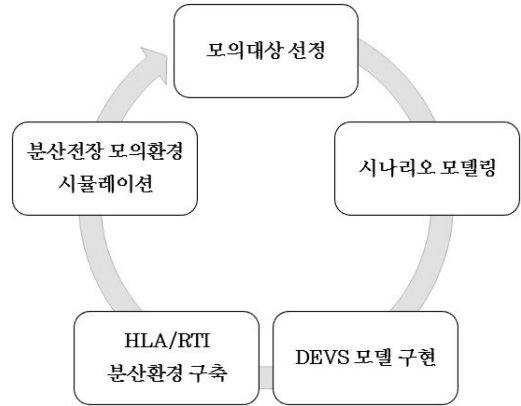 모의대상 선정
시나리오 모델링
DEVS 모델 구현
HLA/RTI
분산환경 구축
분산전장 모의환경
시뮬레이션